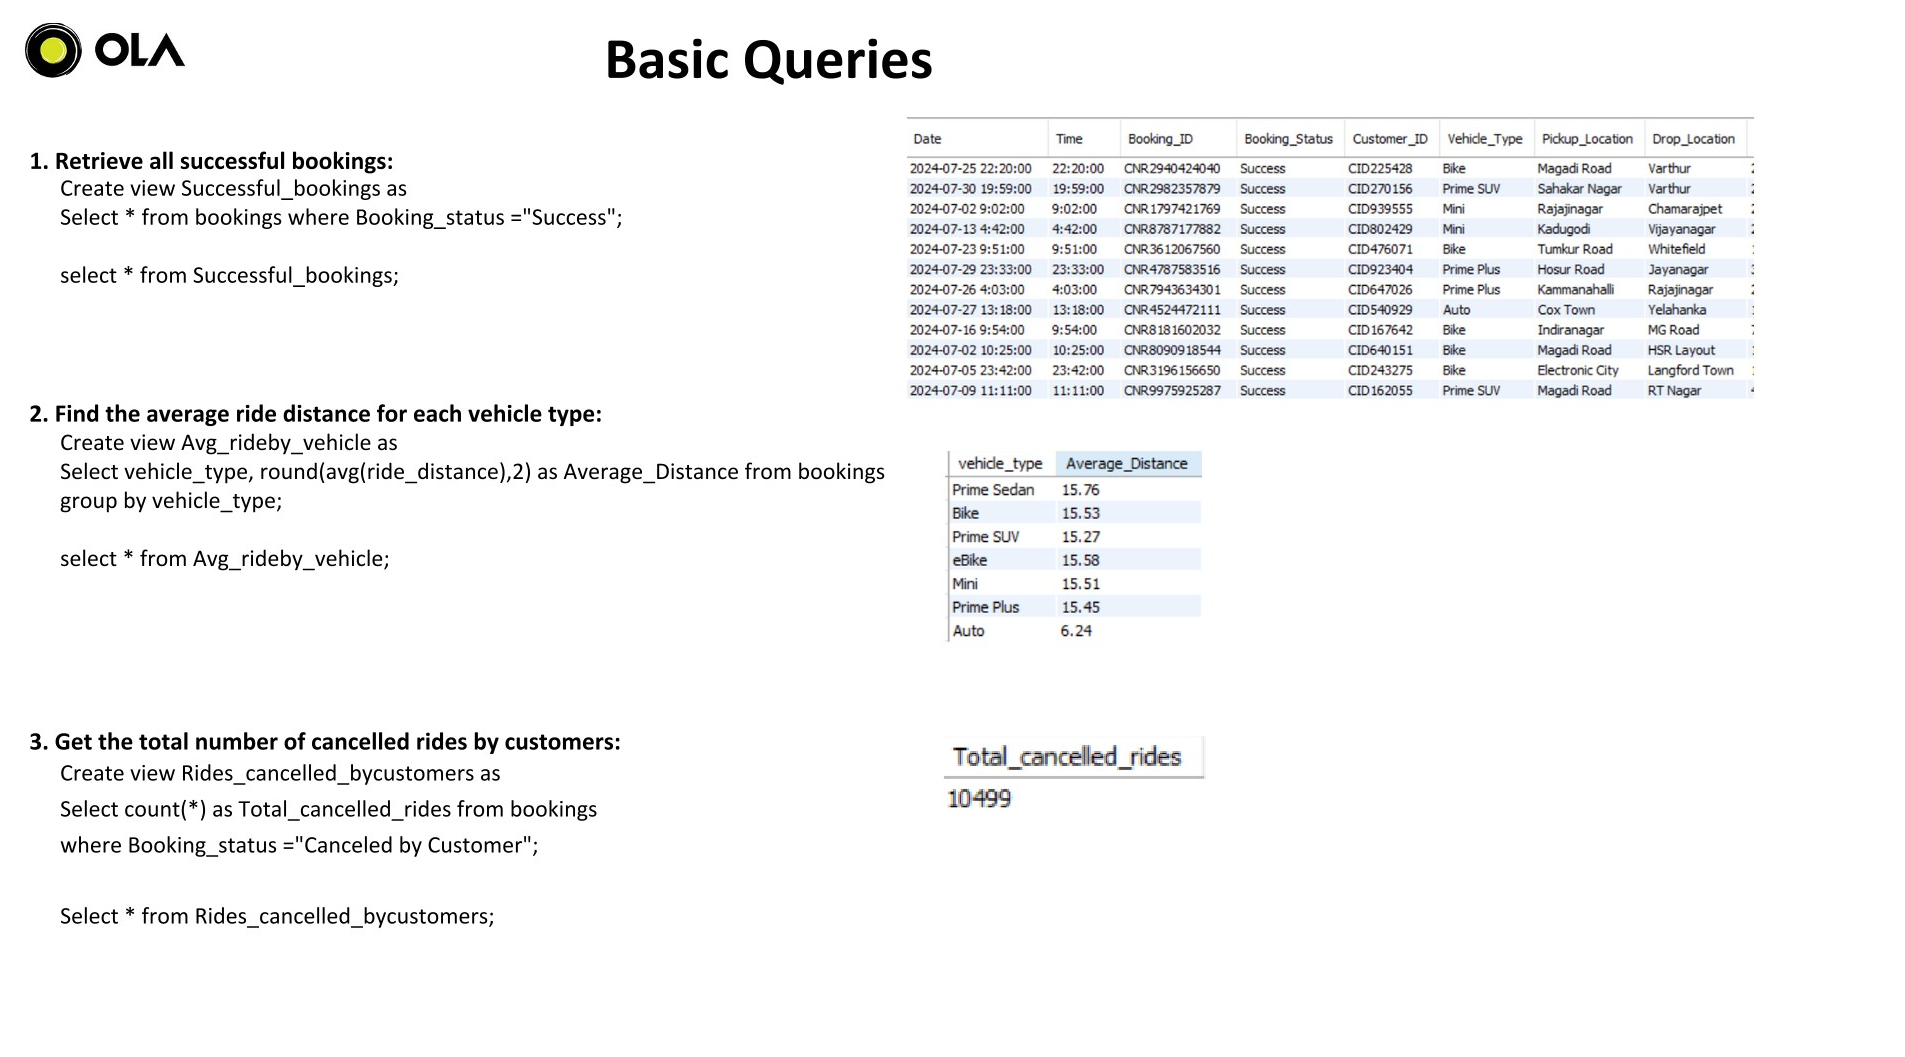 OLA
Basic Queries
1. Retrieve all successful bookings:
Create view Successful_bookings as
Select * from bookings where Booking_status ="Success";
select * from Successful_bookings;
Date Time Booking_ID Booking_Status Customer_ID Vehicle_Type Pickup_Location Drop_Location
2024-07-25 22:20:00 22:20:00 CNR2940424040 Success CID225428 Bike Magadi Road Varthur
2024-07-30 19:59:00 19:59:00 CNR2982357879 Success CID270156 Prime SUV Sahakar Nagar Varthur
2024-07-02 9:02:00 9:02:00 CNR1797421769 Success CID939555 Mini Rajajinagar Chamarajpet
2024-07-13 4:42:00 4:42:00 CNR8787177882 Success CID802429 Mini Kadugodi Vijayanagar
2024-07-23 9:51:00 9:51:00 CNR3612067560 Success CID476071 Bike Tumkur Road Whitefield
2024-07-29 23:33:00 23:33:00 CNR4787583516 Success CID923404 Prime Plus Hosur Road Jayanagar
2024-07-26 4:03:00 4:03:00 CNR7943634301 Success CID647026 Prime Plus Kammanahalli Rajajinagar
2024-07-27 13:18:00 13:18:00 CNR4524472111 Success CID540929 Auto Cox Town Yelahanka
2024-07-16 9:54:00 9:54:00 CNR8181602032 Success CID167642 Bike Indiranagar MG Road
2024-07-02 10:25:00 10:25:00 CNR8090918544 Success CID640151 Bike Magadi Road HSR Layout
2024-07-05 23:42:00 23:42:00 CNR3196156650 Success CID243275 Bike Electronic City Langford Town
2024-07-09 11:11:00 11:11:00 CNR9975925287 Success CID162055 Prime SUV Magadi Road RT Nagar
2. Find the average ride distance for each vehicle type:
Create view Avg_rideby_vehicle as
Select vehicle_type, round(avg(ride_distance),2) as Average_Distance from bookings
group by vehicle_type;
select * from Avg_rideby_vehicle;
vehicle_type Average_Distance
Prime Sedan 15.76
Bike 15.53
Prime SUV 15.27
eBike 15.58
Mini 15.51
Prime Plus 15.45
Auto 6.24
3. Get the total number of cancelled rides by customers:
Create view Rides_cancelled_bycustomers as
Select count(*) as Total_cancelled_rides from bookings
where Booking_status ="Canceled by Customer";
Select * from Rides_cancelled_bycustomers;
Total_cancelled_rides
10499